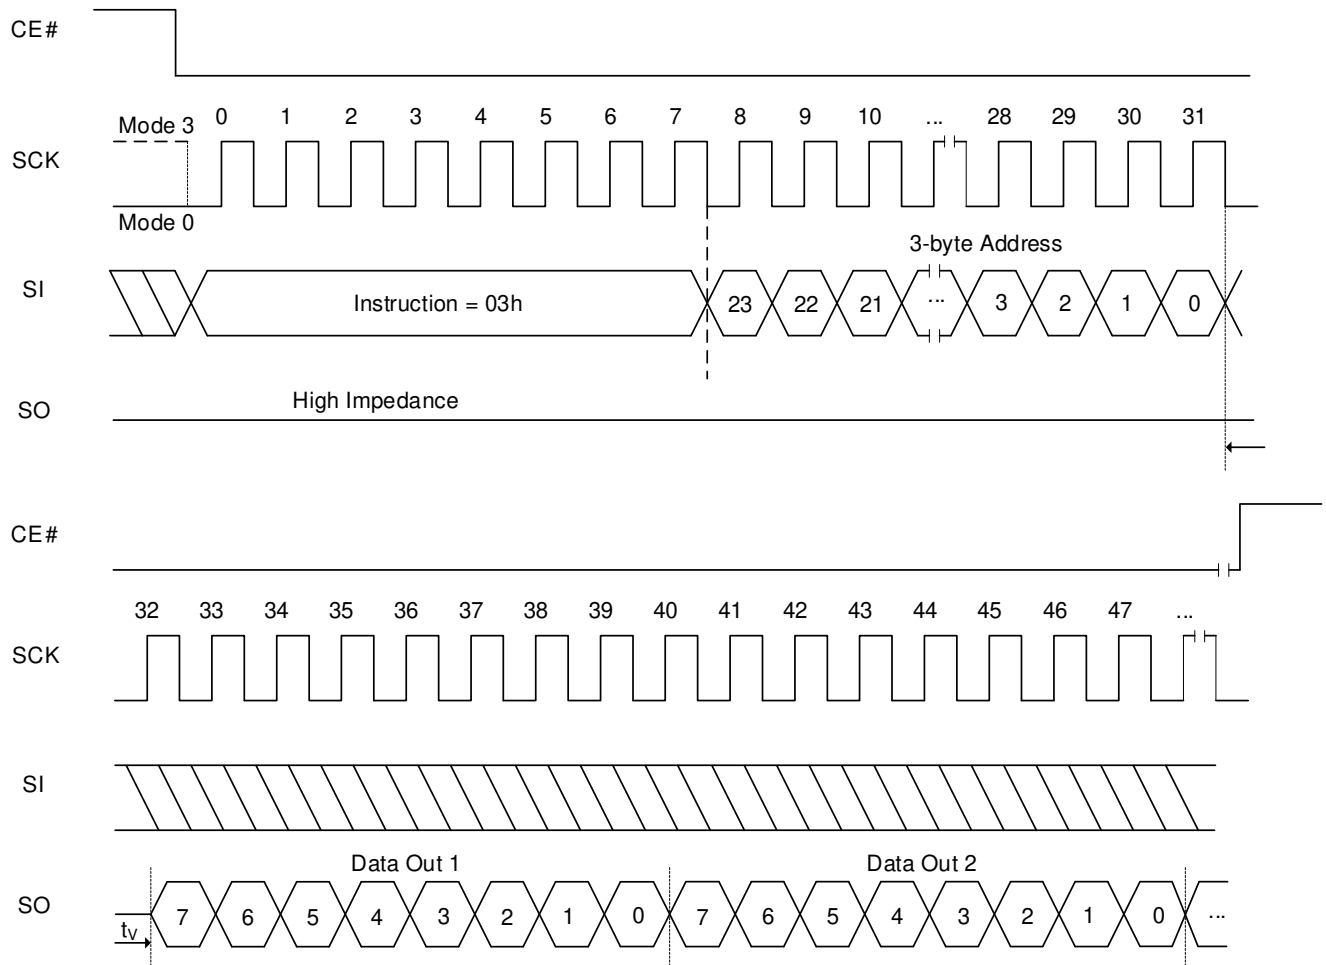 CE#
0 1 2 3 4 5 6 7 8 9 10 ... 28 29 30 31
Mode 3
SCK
Mode 0
3-byte Address
SI
Instruction = 03h 23 22 21 ... 3 2 1 0
High Impedance
SO
CE#
32 33 34 35 36 37 38 39 40 41 42 43 44 45 46 47 ...
SCK
SI
Data Out 1 Data Out 2
SO
7 6 5 4 3 2 1 0 7 6 5 4 3 2 1 0 ...
tV